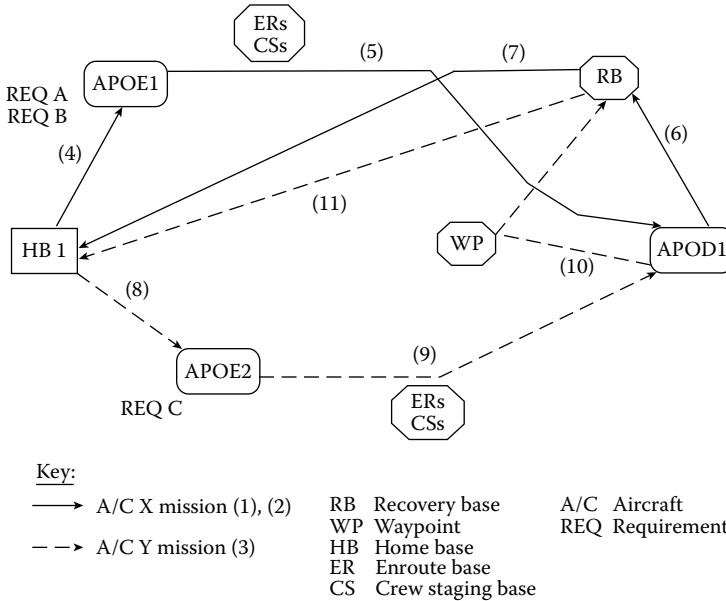 ERs
CSs
(5)
(7)
APOE1
RB
REQ A
REQ B
(4)
(6)
(11)
HB 1
WP
APOD1
(10)
(8)
(9)
APOE2
REQ C
ERs
CSs
Key:
A/C X mission (1), (2)
A/C Y mission (3)
RB Recovery base
WP Waypoint
HB Home base
ER Enroute base
CS Crew staging base
A/C Aircraft
REQ Requirement